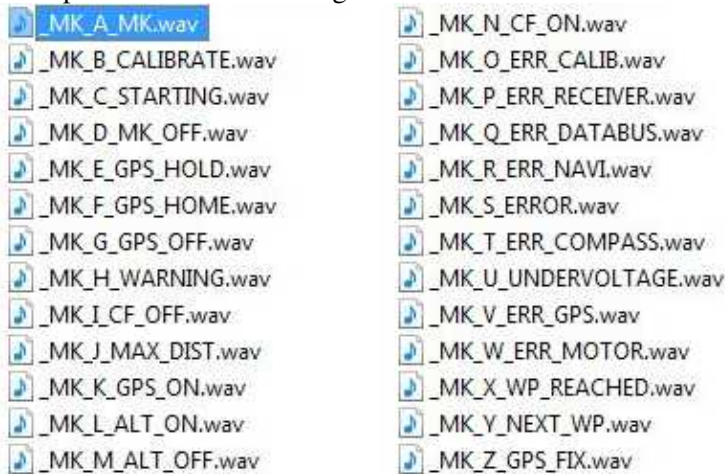 _MK_A_MK.wav
_MK_B_CALIBRATE.wav
_MK_C_STARTING.wav
_MK_D_MK_OFF.wav
_MK_E_GPS_HOLD.wav
_MK_F_GPS_HOME.wav
_MK_G_GPS_OFF.wav
_MK_H_WARNING.wav
_MK_I_CF_OFF.wav
_MK_J_MAX_DIST.wav
_MK_K_GPS_ON.wav
_MK_L_ALT_ON.wav
_MK_M_ALT_OFF.wav
_MK_N_CF_ON.wav
_MK_O_ERR_CALIB.wav
_MK_P_ERR_RECEIVER.wav
_MK_Q_ERR_DATABUS.wav
_MK_R_ERR_NAVI.wav
_MK_S_ERROR.wav
_MK_T_ERR_COMPASS.wav
_MK_U_UNDERVOLTAGE.wav
_MK_V_ERR_GPS.wav
_MK_W_ERR_MOTOR.wav
_MK_X_WP_REACHED.wav
_MK_Y_NEXT_WP.wav
_MK_Z_GPS_FIX.wav